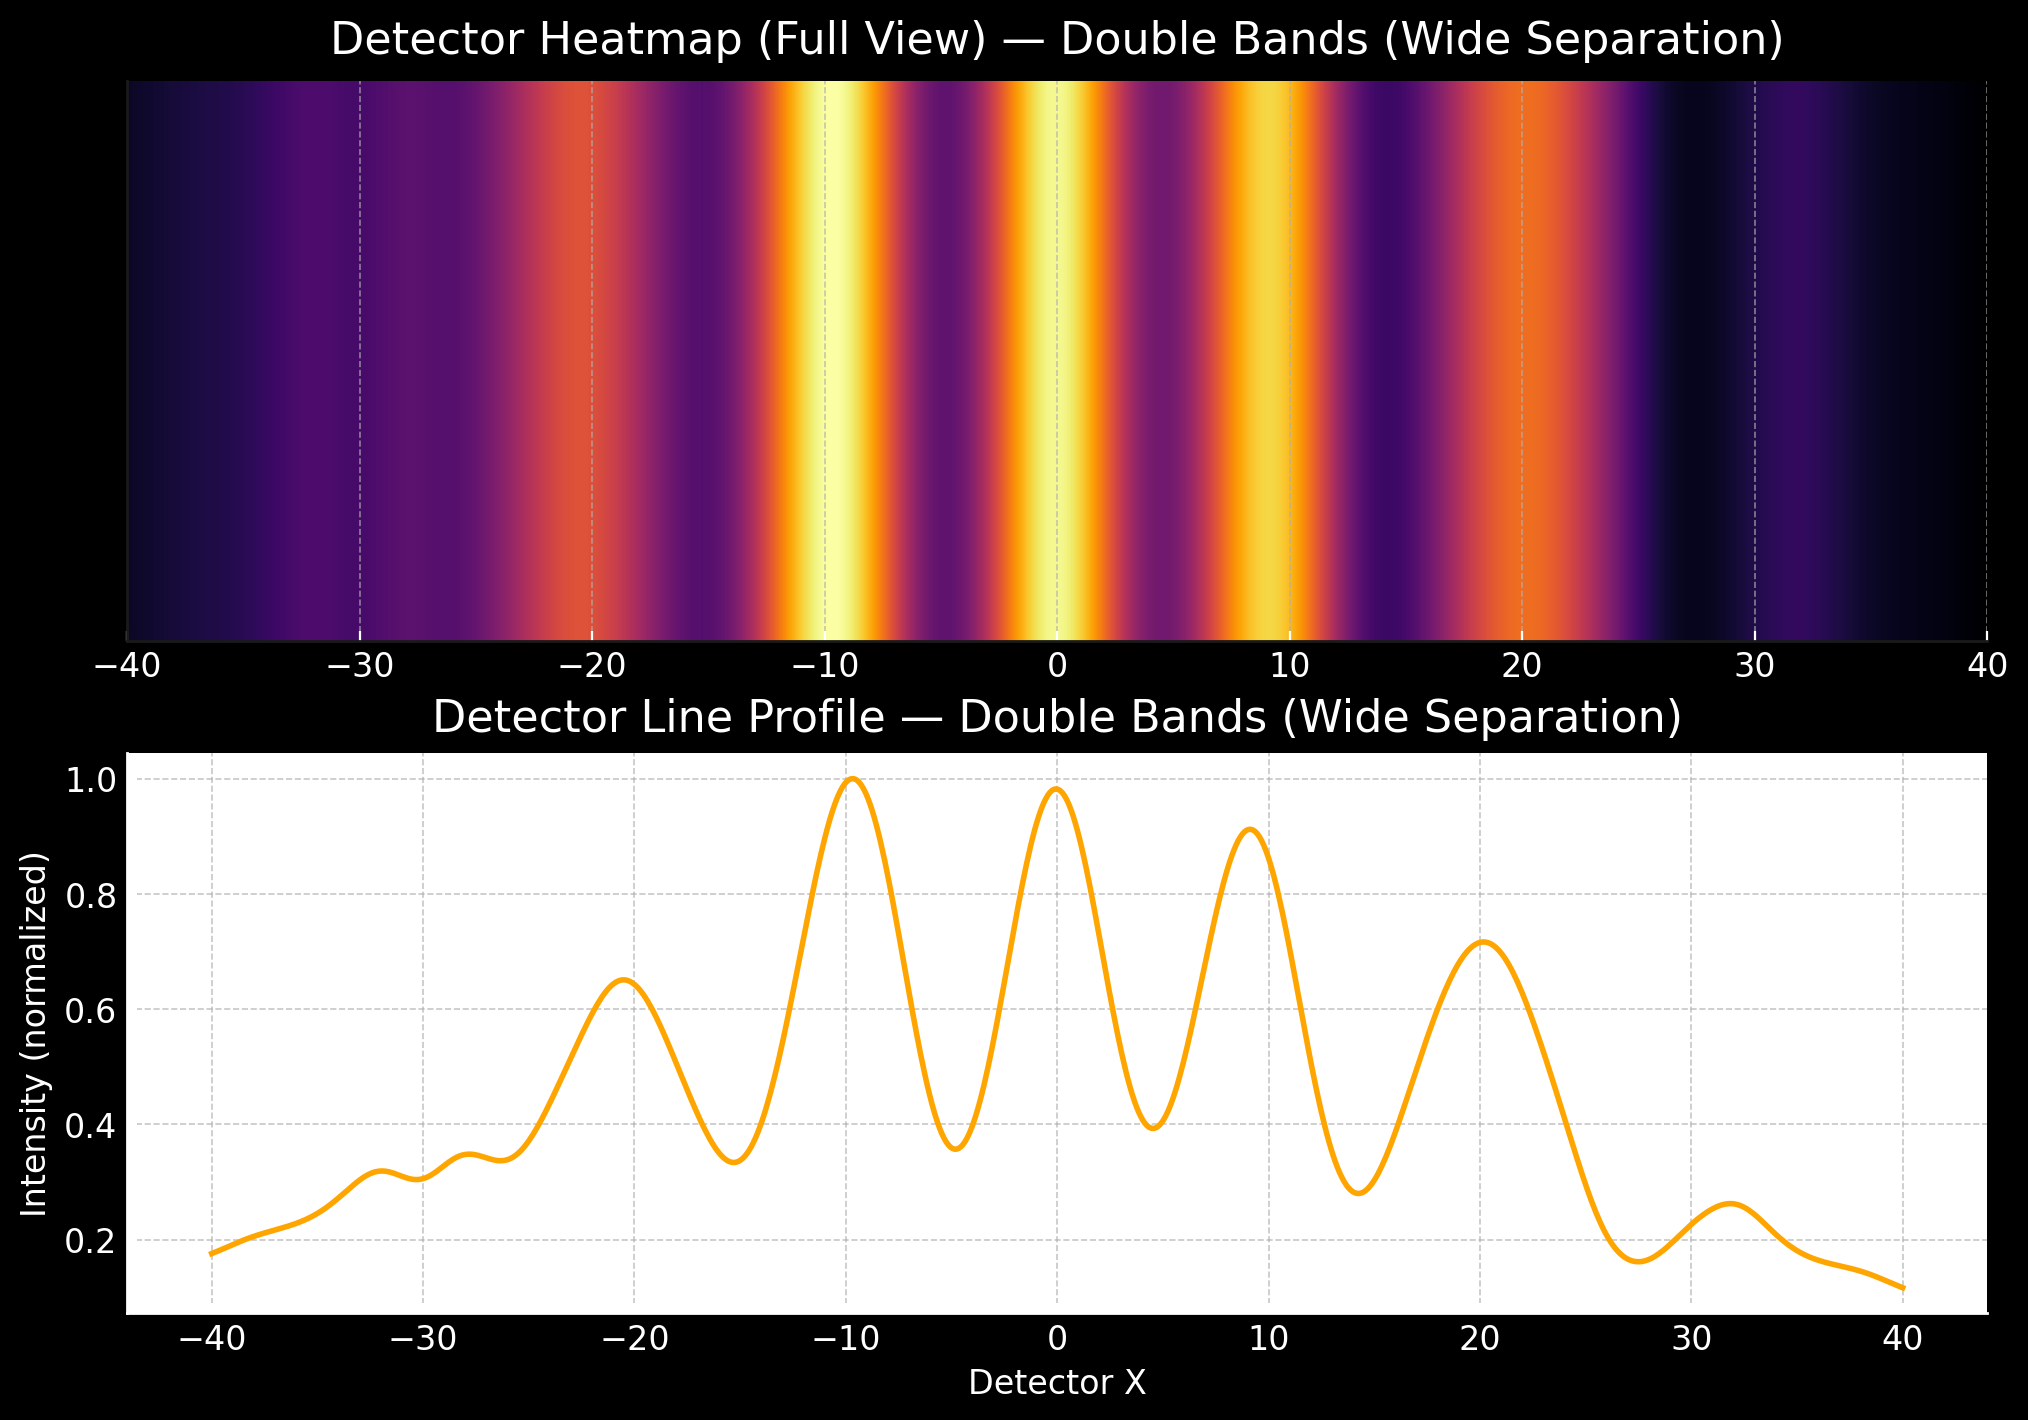 Detector Heatmap (Full View) — Double Bands (Wide Separation)
−40 −30 −20 −10 0 10 20 30 40
Detector Line Profile — Double Bands (Wide Separation)
Intensity (normalized)
1.0
0.8
0.6
0.4
0.2
−40 −30 −20 −10 0 10 20 30 40
Detector X